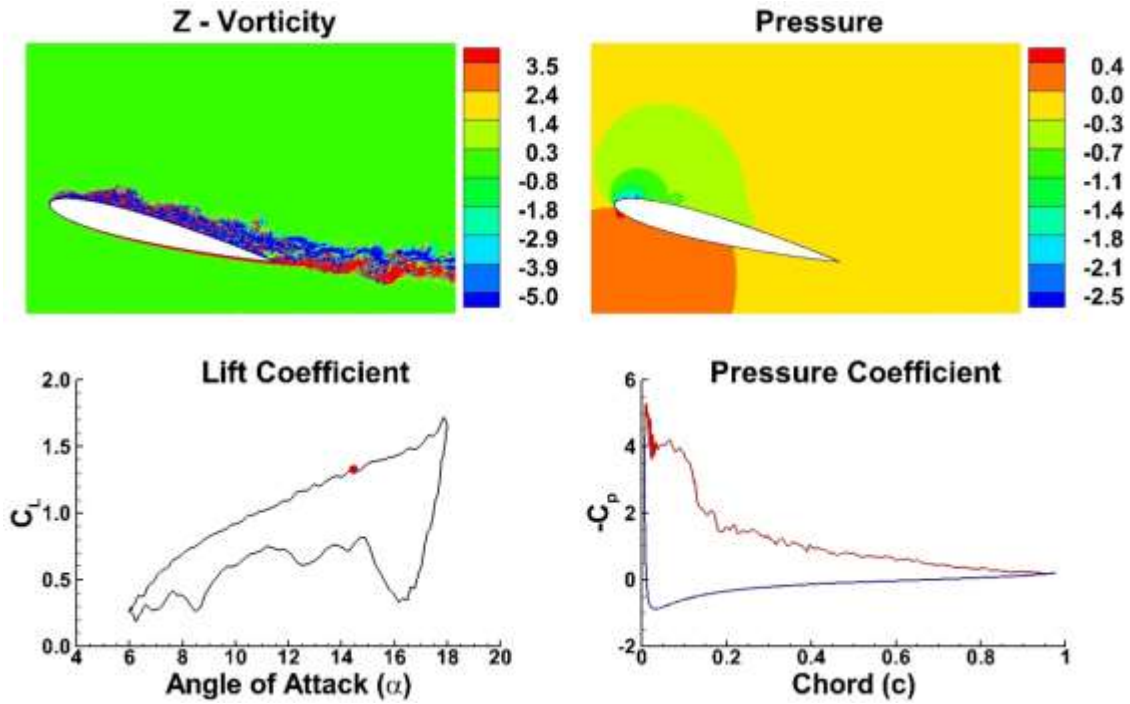 Z - Vorticity
3.5
2.4
1.4
0.3
-0.8
-1.8
-2.9
-3.9
-5.0
Pressure
0.4
0.0
-0.3
-0.7
-1.1
-1.4
-1.8
-2.1
-2.5
Lift Coefficient
2.0
1.5
1.0
0.5
0.0
C_L
4 6 8 10 12 14 16 18 20
Angle of Attack (α)
Pressure Coefficient
6
4
2
0
-2
-C_p
0 0.2 0.4 0.6 0.8 1
Chord (c)